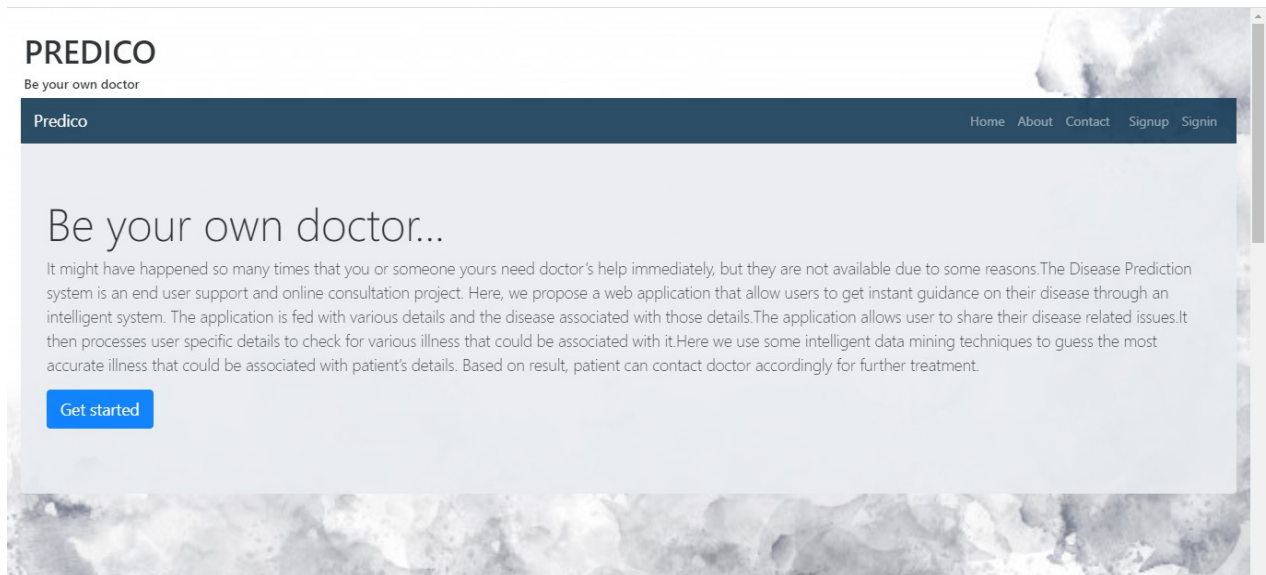 PREDICO
Be your own doctor
Predico
Home About Contact Signup Signin
Be your own doctor...
It might have happened so many times that you or someone yours need doctor's help immediately, but they are not available due to some reasons.The Disease Prediction
system is an end user support and online consultation project. Here, we propose a web application that allow users to get instant guidance on their disease through an
intelligent system. The application is fed with various details and the disease associated with those details.The application allows user to share their disease related issues.It
then processes user specific details to check for various illness that could be associated with it.Here we use some intelligent data mining techniques to guess the most
accurate illness that could be associated with patient's details. Based on result, patient can contact doctor accordingly for further treatment.
Get started